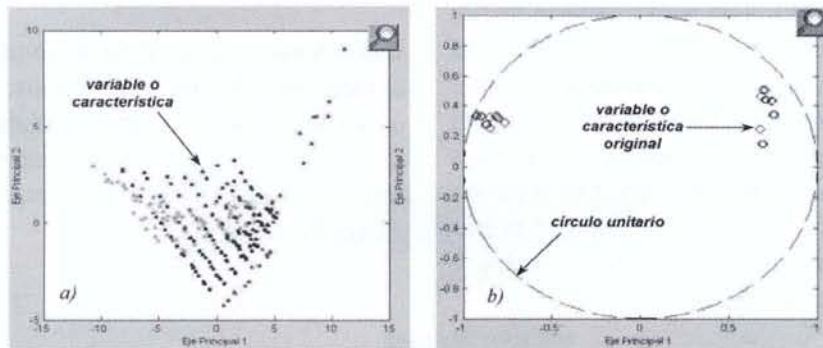 10
5
0
-5
-15
-10
-5
0
5
10
15
Eje Principal 2
Eje Principal 1
variable o
característica
a)
Eje Principal 2
1
0.8
0.6
0.4
0.2
0
-0.2
-0.4
-0.6
-0.8
-1
-1
-0.5
0
0.5
1
Eje Principal 1
variable o
característica
original
círculo unitario
b)